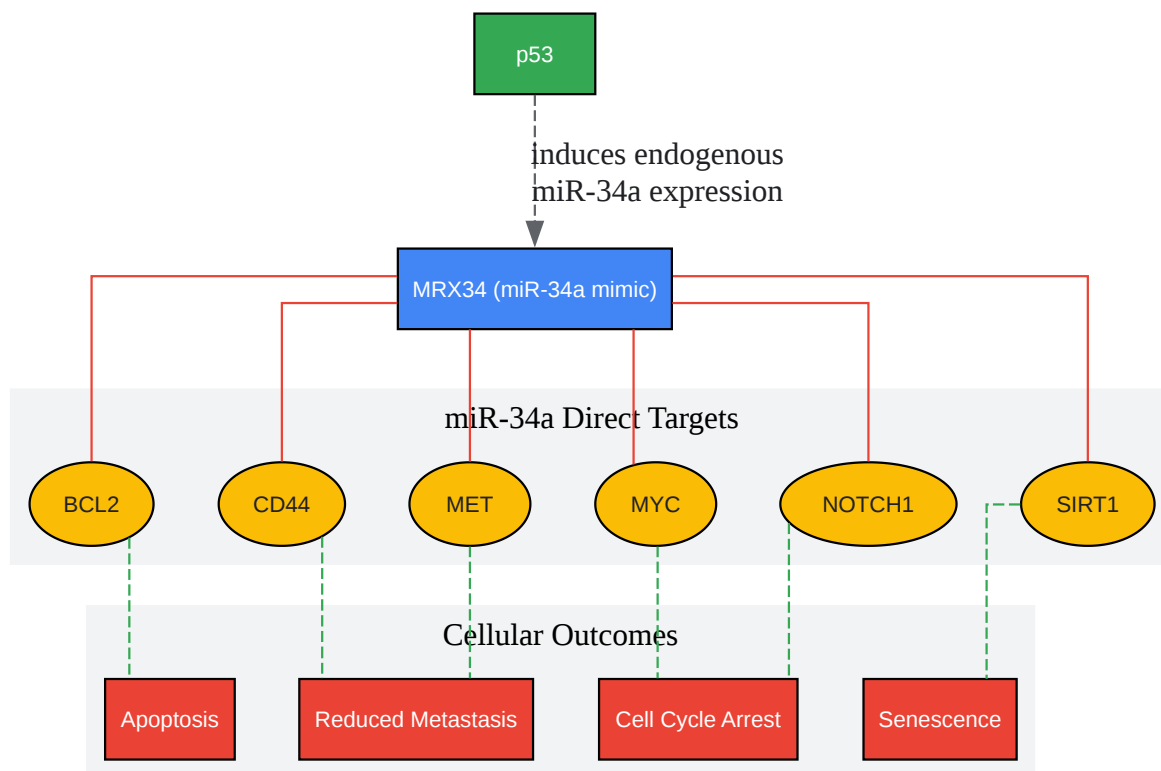 p53
induces endogenous
miR-34a expression
MRX34 (miR-34a mimic)
miR-34a Direct Targets
BCL2
CD44
MET
MYC
NOTCH1
SIRT1
Cellular Outcomes
Apoptosis
Reduced Metastasis
Cell Cycle Arrest
Senescence